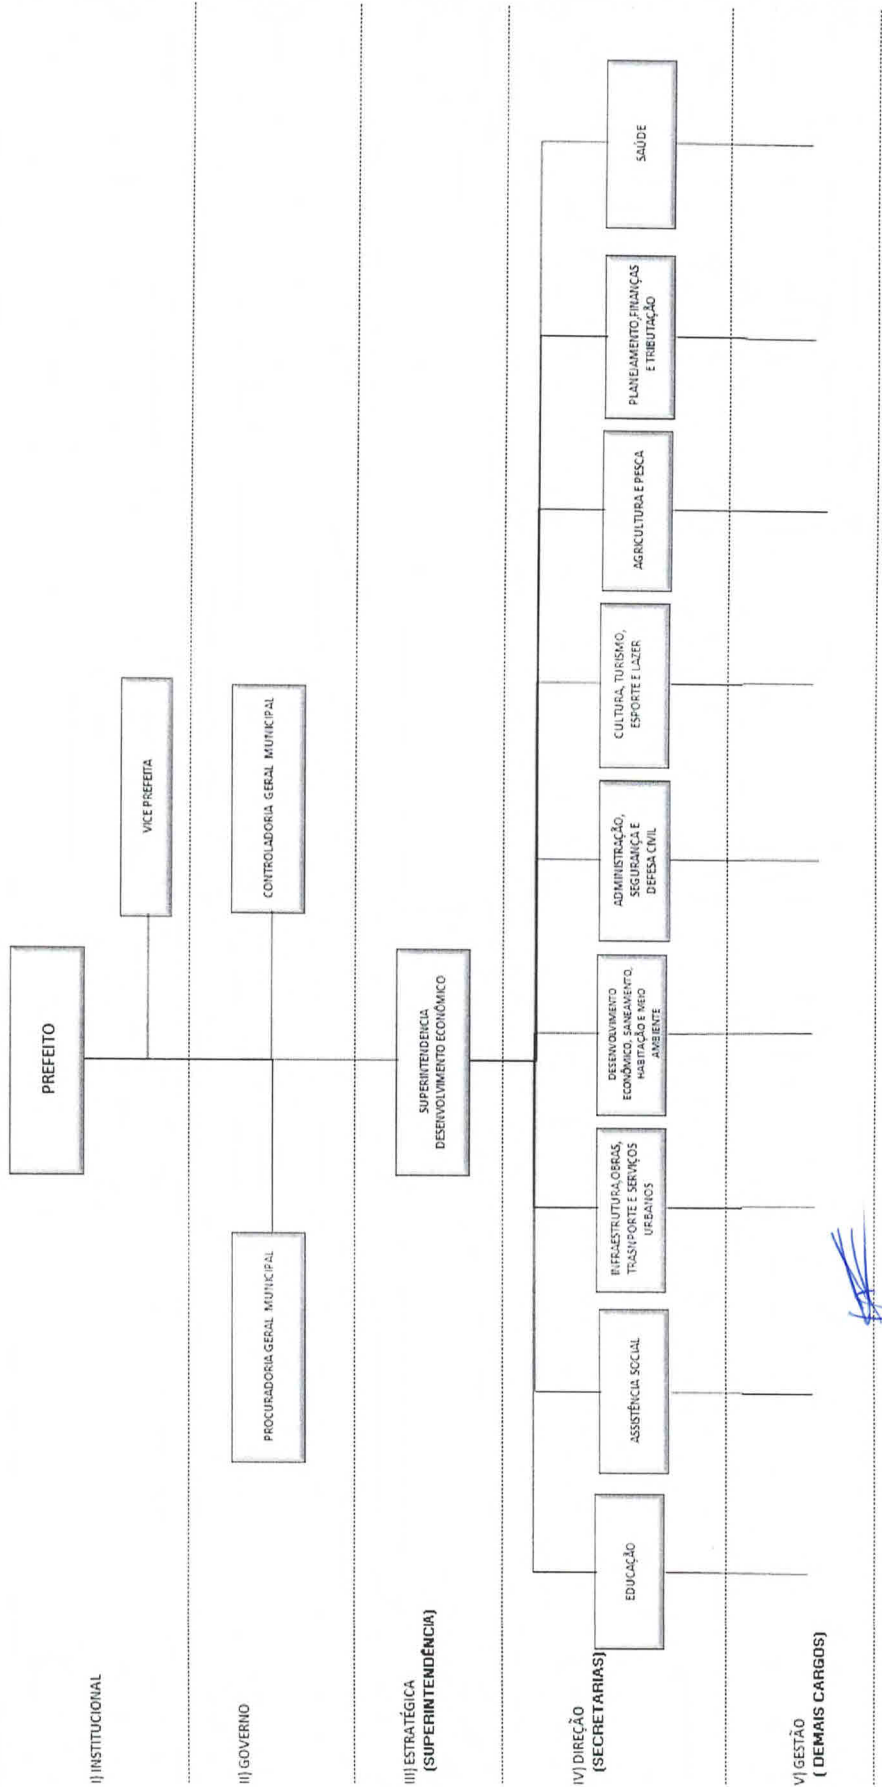 I) INSTITUCIONAL
PREFEITO
VICE PREFEITA
II) GOVERNO
PROCURADORIA GERAL MUNICIPAL
CONTROLADORIA GERAL MUNICIPAL
III) ESTRATÉGICA
(SUPERINTENDÊNCIA)
SUPERINTENDENCIA
DESENVOLVIMENTO ECONÔMICO
IV) DIREÇÃO
(SECRETARIAS)
EDUCAÇÃO
ASSISTÊNCIA SOCIAL
INFRAESTRUTURA,OBRAS,
TRASNPORTE E SERVIÇOS
URBANOS
DESENVOLVIMENTO
ECONÔMICO, SANEAMENTO,
HABITAÇÃO E MEIO
AMBIENTE
ADMINISTRAÇÃO,
SEGURANÇA E
DEFESA CIVIL
CULTURA, TURISMO,
ESPORTE E LAZER
AGRICULTURA E PESCA
PLANEJAMENTO,FINANÇAS
E TRIBUTAÇÃO
SAÚDE
V) GESTÃO
( DEMAIS CARGOS)